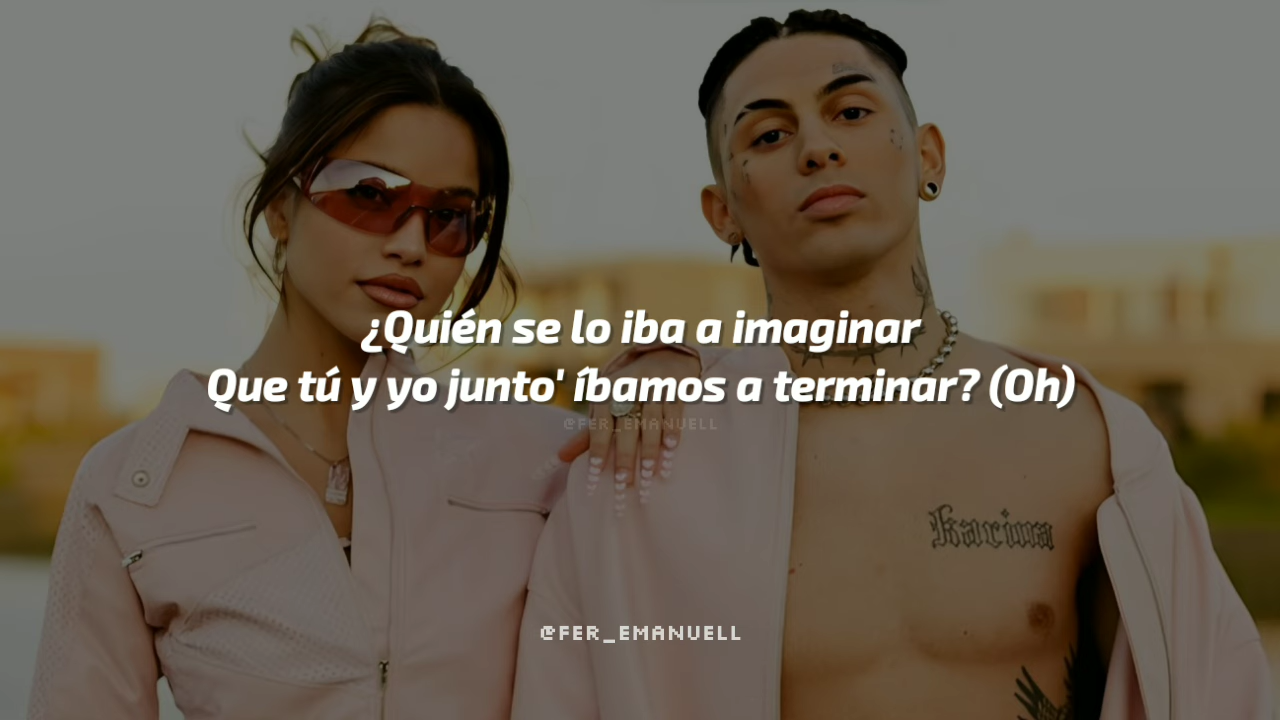 ¿Quién se lo iba a imaginar
Que tú y yo junto' íbamos a terminar? (Oh)
@FER_EMANUELL
karina
@FER_EMANUELL